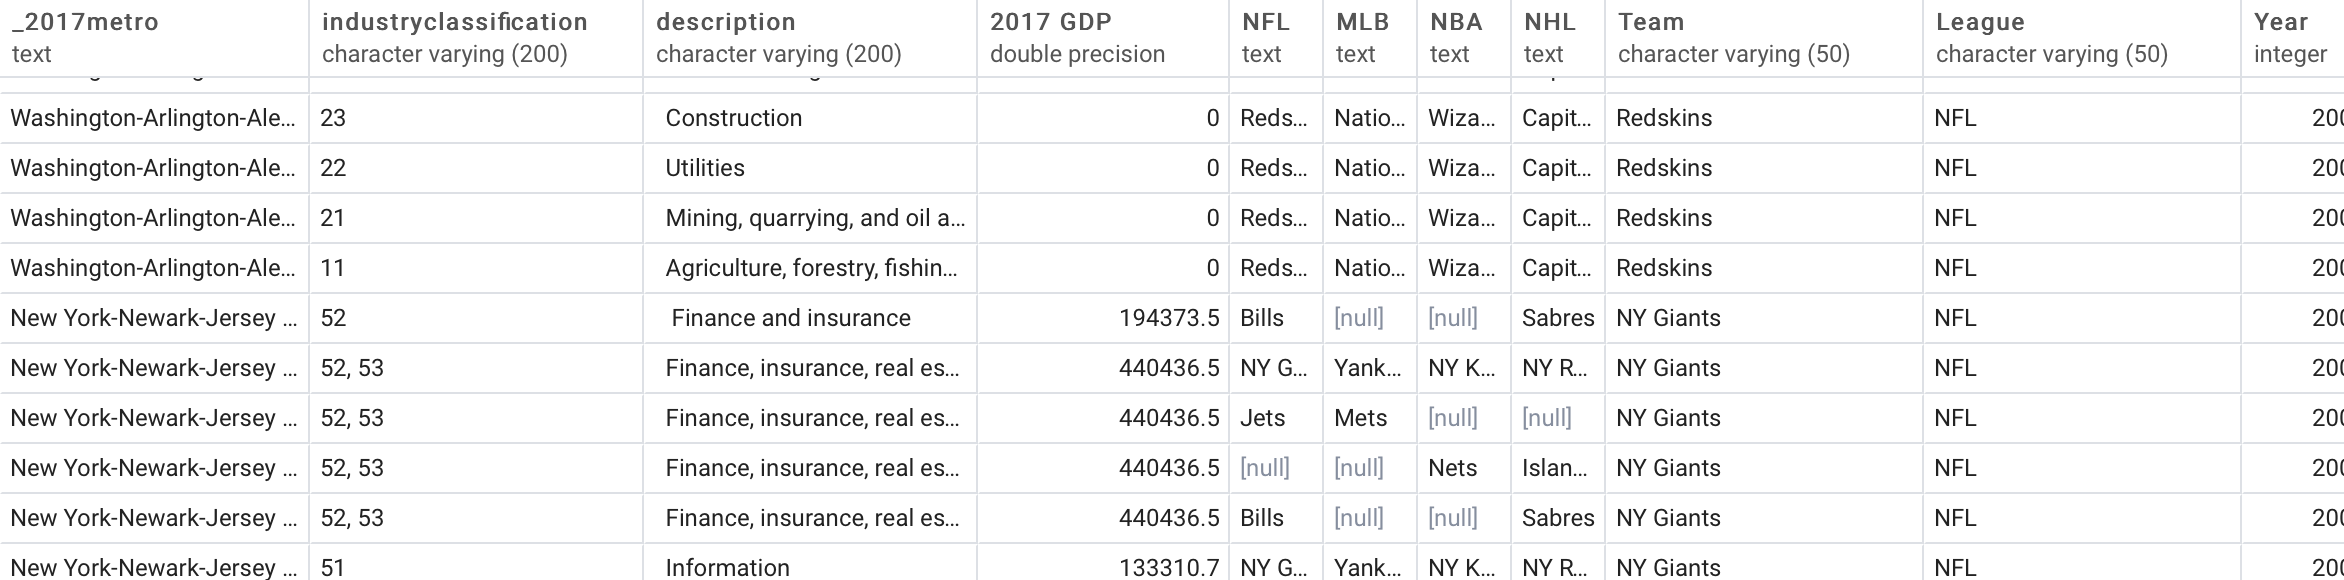 _2017metro industryclassification description 2017 GDP NFL MLB NBA NHL Team League Year
text character varying (200) character varying (200) double precision text text text text character varying (50) character varying (50) integer
Washington-Arlington-Ale... 23 Construction 0 Reds... Natio... Wiza... Capit... Redskins NFL 200
Washington-Arlington-Ale... 22 Utilities 0 Reds... Natio... Wiza... Capit... Redskins NFL 200
Washington-Arlington-Ale... 21 Mining, quarrying, and oil a... 0 Reds... Natio... Wiza... Capit... Redskins NFL 200
Washington-Arlington-Ale... 11 Agriculture, forestry, fishin... 0 Reds... Natio... Wiza... Capit... Redskins NFL 200
New York-Newark-Jersey ... 52 Finance and insurance 194373.5 Bills [null] [null] Sabres NY Giants NFL 200
New York-Newark-Jersey ... 52, 53 Finance, insurance, real es... 440436.5 NY G... Yank... NY K... NY R... NY Giants NFL 200
New York-Newark-Jersey ... 52, 53 Finance, insurance, real es... 440436.5 Jets Mets [null] [null] NY Giants NFL 200
New York-Newark-Jersey ... 52, 53 Finance, insurance, real es... 440436.5 [null] [null] Nets Islan... NY Giants NFL 200
New York-Newark-Jersey ... 52, 53 Finance, insurance, real es... 440436.5 Bills [null] [null] Sabres NY Giants NFL 200
New York-Newark-Jersey ... 51 Information 133310.7 NY G... Yank... NY K... NY R... NY Giants NFL 200